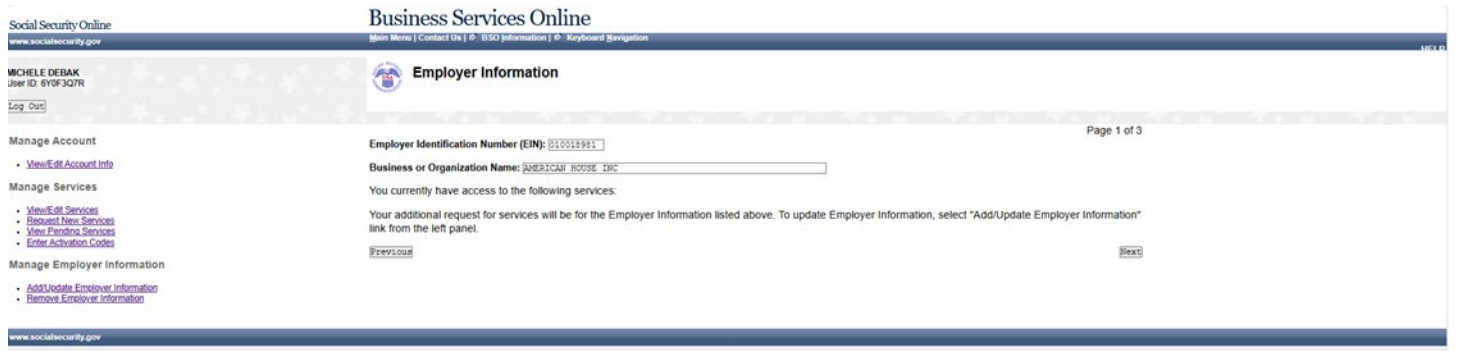 Social Security Online
www.socialsecurity.gov
Business Services Online
Main Menu | Contact Us | BSO Information | Keyboard Navigation
HELP
MICHELE DEBAK
User ID: 6Y0F3Q7R
Log Out
Employer Information
Page 1 of 3
Manage Account
• View/Edit Account Info
Manage Services
• View/Edit Services
• Request New Services
• View Pending Services
• Enter Activation Codes
Manage Employer Information
• Add/Update Employer Information
• Remove Employer Information
Employer Identification Number (EIN): 010018981
Business or Organization Name: AMERICAN HOUSE INC
You currently have access to the following services:
Your additional request for services will be for the Employer Information listed above. To update Employer Information, select "Add/Update Employer Information"
link from the left panel.
Previous
Next
www.socialsecurity.gov